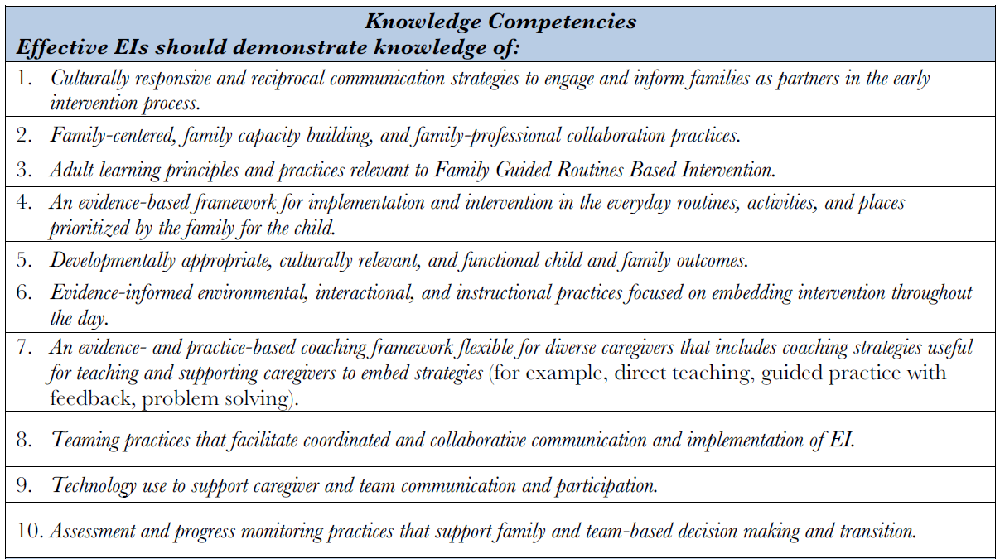 Knowledge Competencies
Effective EIs should demonstrate knowledge of:
1. Culturally responsive and reciprocal communication strategies to engage and inform families as partners in the early
intervention process.
2. Family-centered, family capacity building, and family-professional collaboration practices.
3. Adult learning principles and practices relevant to Family Guided Routines Based Intervention.
4. An evidence-based framework for implementation and intervention in the everyday routines, activities, and places
prioritized by the family for the child.
5. Developmentally appropriate, culturally relevant, and functional child and family outcomes.
6. Evidence-informed environmental, interactional, and instructional practices focused on embedding intervention throughout
the day.
7. An evidence- and practice-based coaching framework flexible for diverse caregivers that includes coaching strategies useful
for teaching and supporting caregivers to embed strategies (for example, direct teaching, guided practice with
feedback, problem solving).
8. Teaming practices that facilitate coordinated and collaborative communication and implementation of EI.
9. Technology use to support caregiver and team communication and participation.
10. Assessment and progress monitoring practices that support family and team-based decision making and transition.